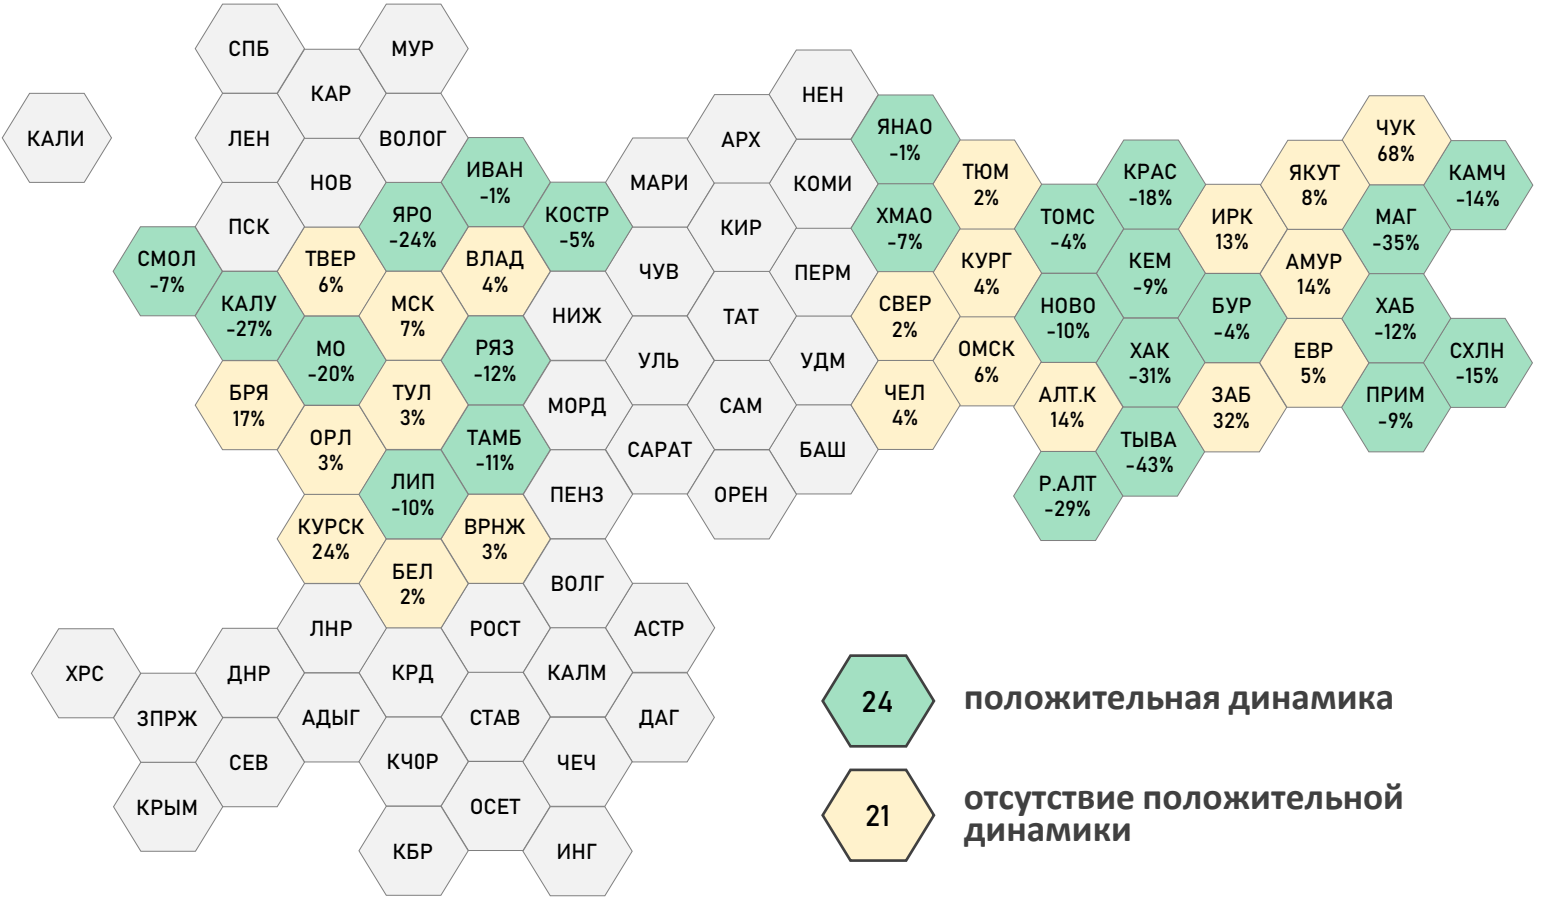 СПБ
МУР
КАР
НЕН
КАЛИ
ЛЕН
ВОЛОГ
АРХ
ЯНАО
-1%
ЧУК
68%
НОВ
ИВАН
-1%
МАРИ
КОМИ
ТЮМ
2%
КРАС
-18%
ЯКУТ
8%
КАМЧ
-14%
ПСК
ЯРО
-24%
КОСТР
-5%
КИР
ХМАО
-7%
ТОМС
-4%
ИРК
13%
МАГ
-35%
СМОЛ
-7%
ТВЕР
6%
ВЛАД
4%
ЧУВ
ПЕРМ
КУРГ
4%
КЕМ
-9%
АМУР
14%
КАЛУ
-27%
МСК
7%
НИЖ
ТАТ
СВЕР
2%
НОВО
-10%
БУР
-4%
ХАБ
-12%
МО
-20%
РЯЗ
-12%
УЛЬ
УДМ
ОМСК
6%
ХАК
-31%
ЕВР
5%
СХЛН
-15%
БРЯ
17%
ТУЛ
3%
МОРД
САМ
ЧЕЛ
4%
АЛТ.К
14%
ЗАБ
32%
ПРИМ
-9%
ОРЛ
3%
ТАМБ
-11%
САРАТ
БАШ
ТЫВА
-43%
ЛИП
-10%
ПЕНЗ
ОРЕН
Р.АЛТ
-29%
КУРСК
24%
ВРНЖ
3%
БЕЛ
2%
ВОЛГ
ЛНР
РОСТ
АСТР
ХРС
ДНР
КРД
КАЛМ
ЗПРЖ
АДЫГ
СТАВ
ДАГ
СЕВ
КЧОР
ЧЕЧ
КРЫМ
ОСЕТ
КБР
ИНГ
24
положительная динамика
21
отсутствие положительной
динамики